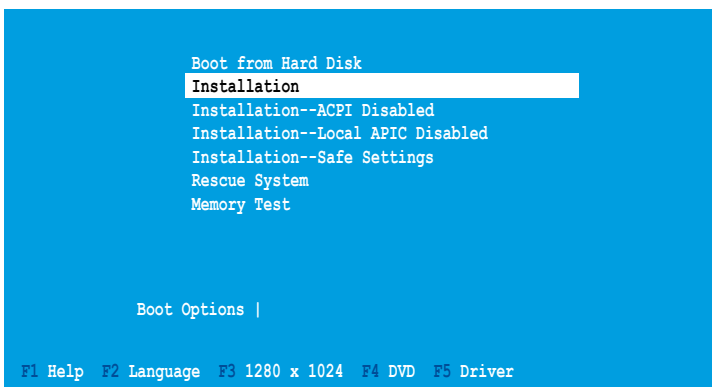 Boot from Hard Disk
Installation
Installation--ACPI Disabled
Installation--Local APIC Disabled
Installation--Safe Settings
Rescue System
Memory Test
Boot Options |
F1 Help F2 Language F3 1280 x 1024 F4 DVD F5 Driver